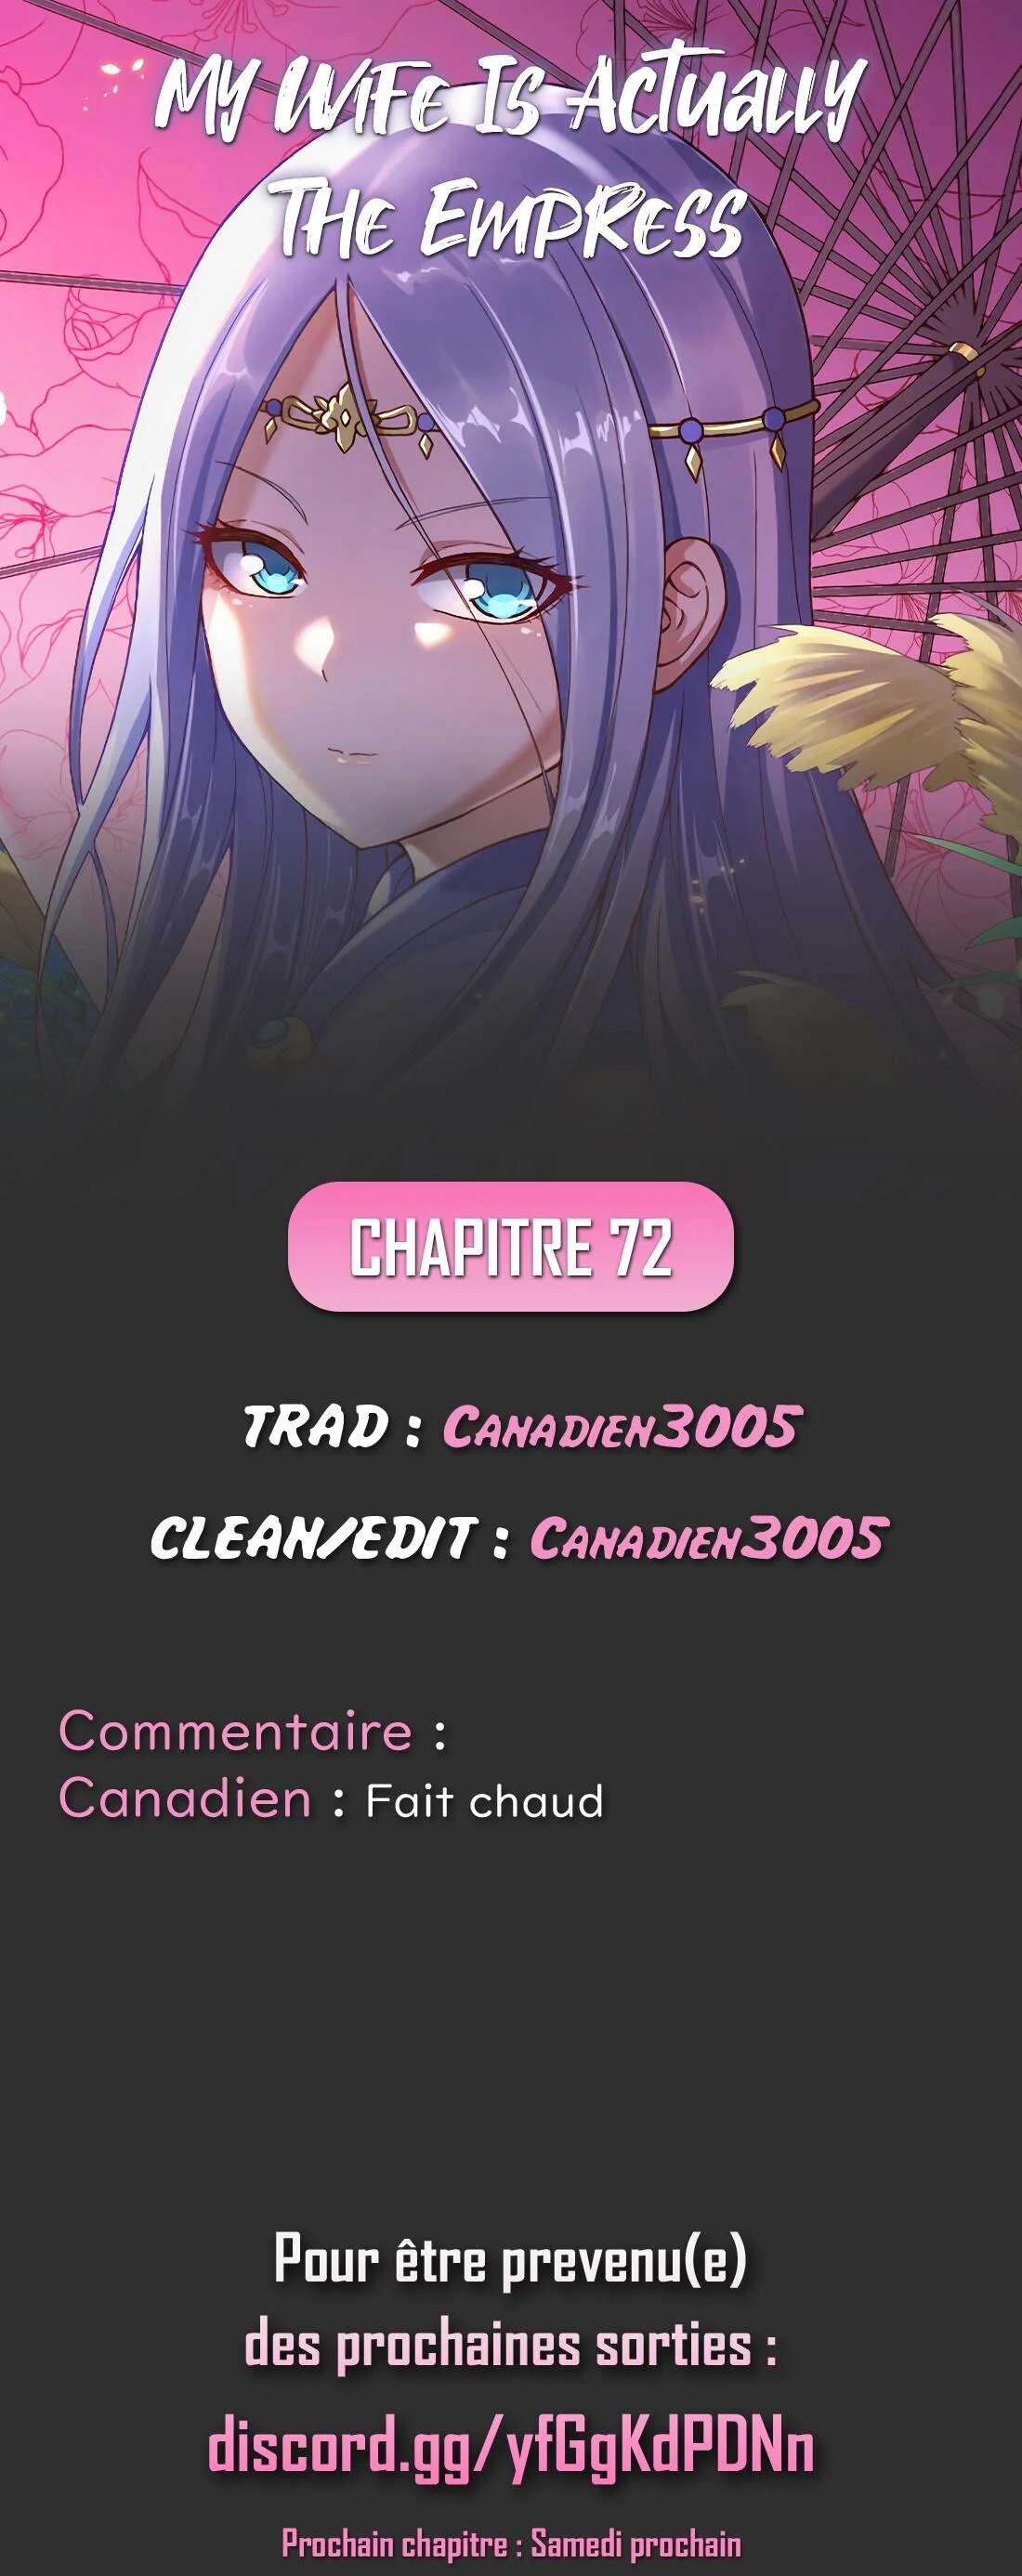 My Wife Is Actually
The Empress
CHAPITRE 72
TRAD : Canadien3005
CLEAN/EDIT : Canadien3005
Commentaire :
Canadien : Fait chaud
Pour être prevenu(e)
des prochaines sorties :
discord.gg/yfGgKdPDNn
Prochain chapitre : Samedi prochain